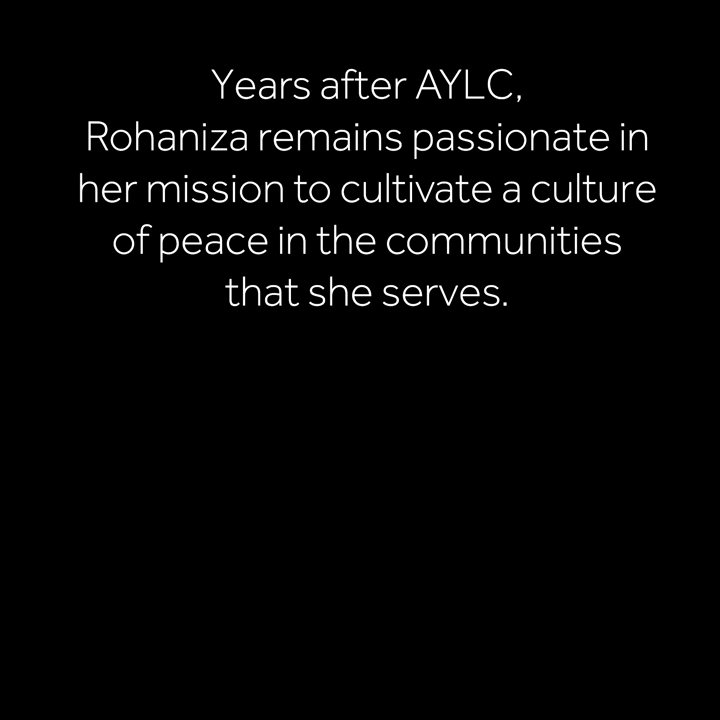 Years after AYLC,
Rohaniza remains passionate in
her mission to cultivate a culture
of peace in the communities
that she serves.